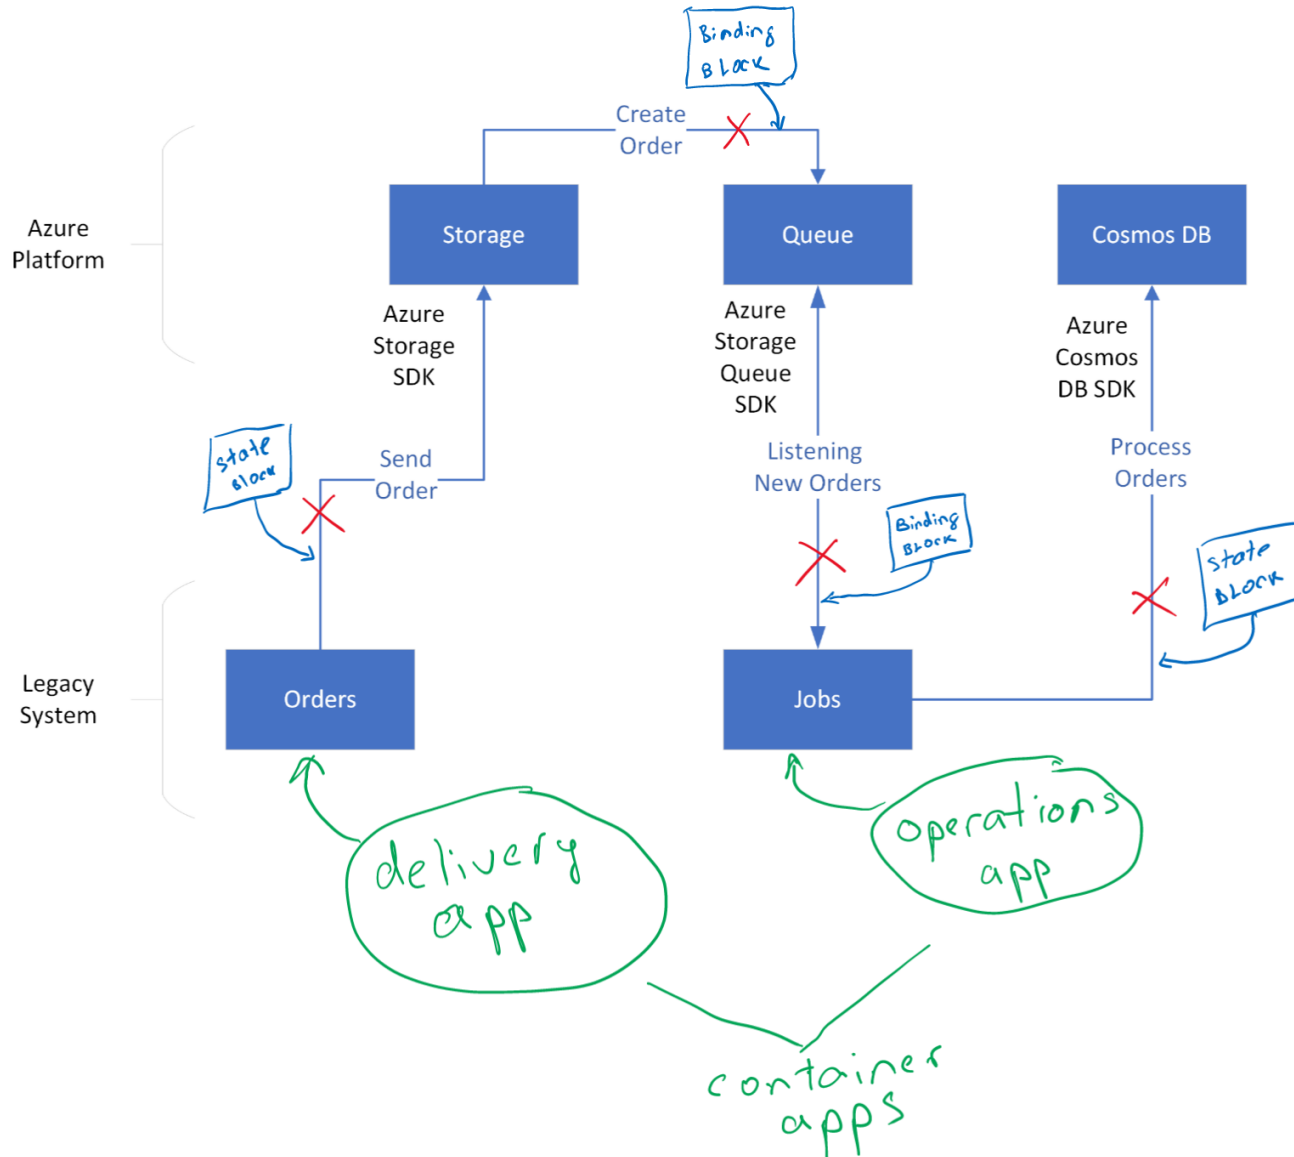 Binding
BLOCK
Create
Order
Azure
Platform
Storage
Queue
Cosmos DB
Azure
Storage
SDK
Azure
Storage
Queue
SDK
Azure
Cosmos
DB SDK
State
BLOCK
Send
Order
Listening
New Orders
Process
Orders
Binding
BLOCK
State
BLOCK
Legacy
System
Orders
Jobs
delivery
app
operations
app
container
apps